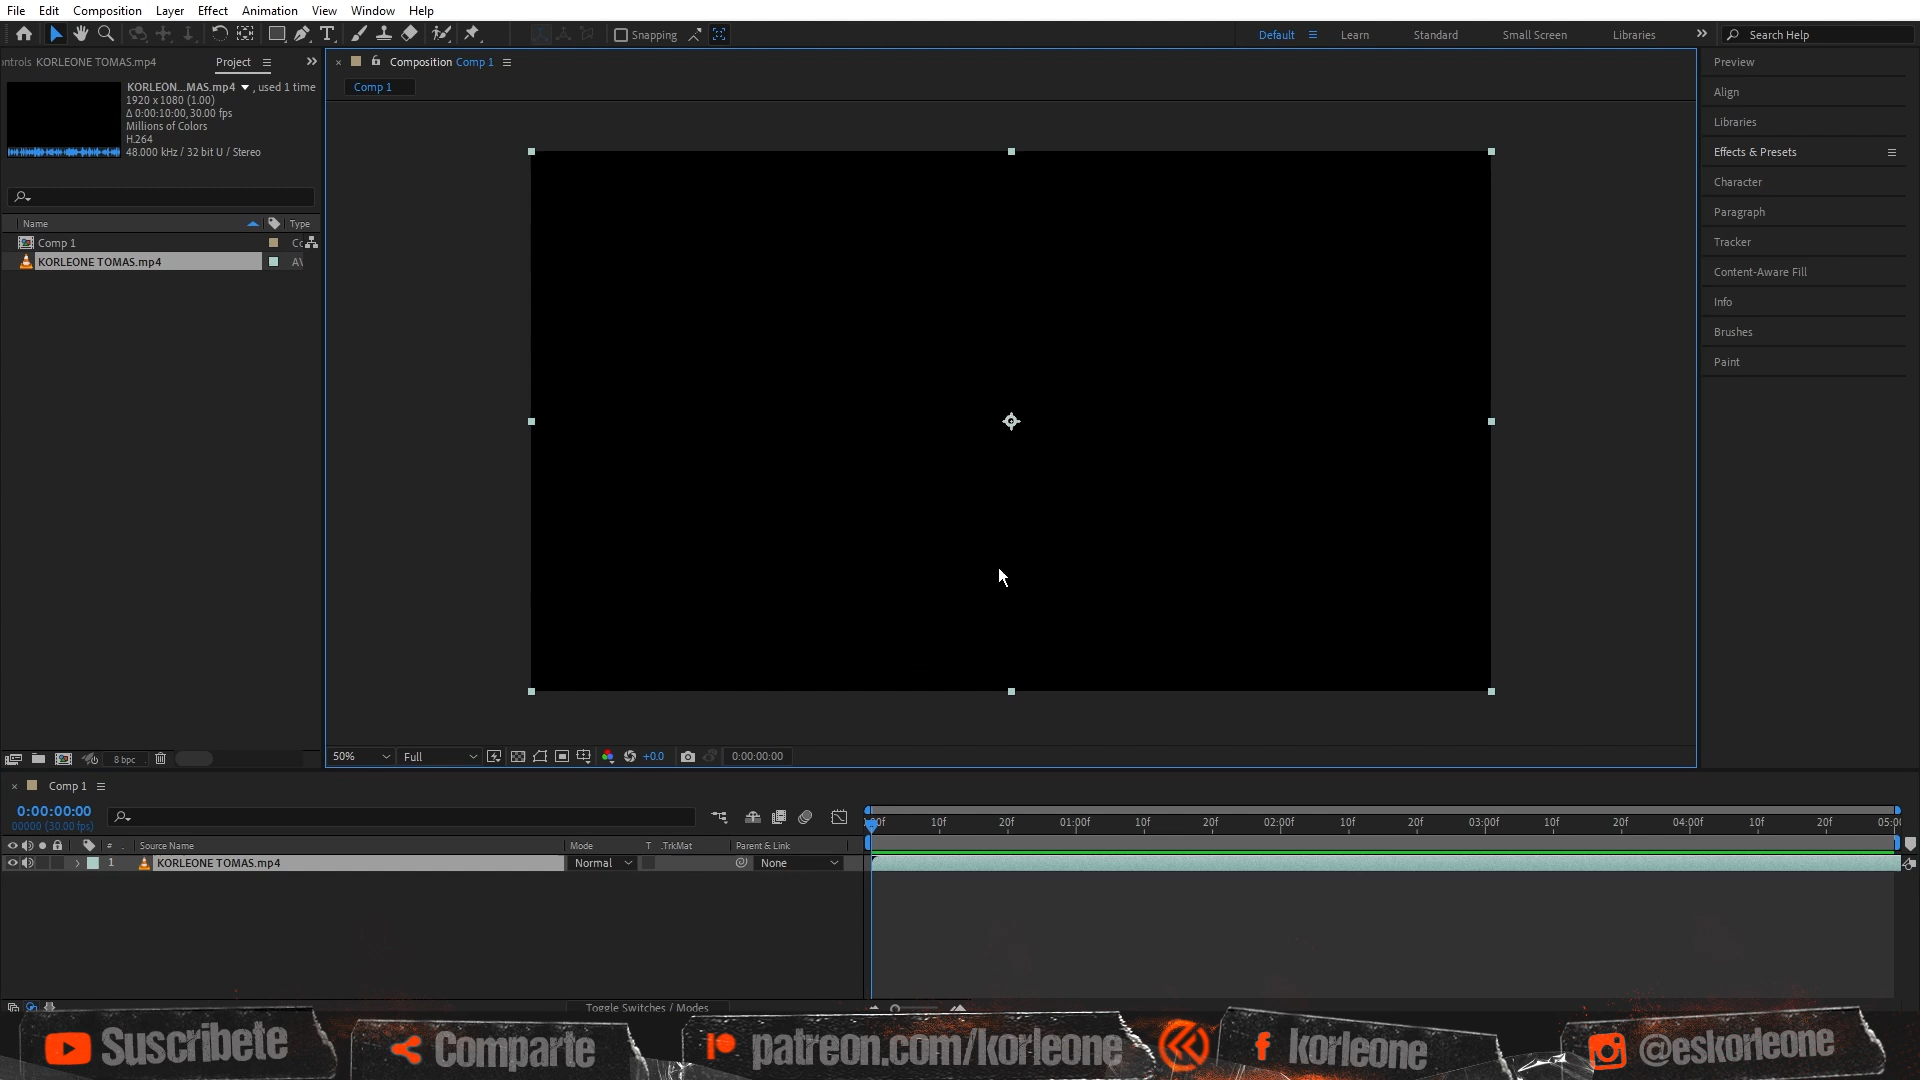 File Edit Composition Layer Effect Animation View Window Help
Snapping
Default Learn Standard Small Screen Libraries Search Help
ntrols KORLEONE TOMAS.mp4 Project
KORLEON...MAS.mp4 , used 1 time
1920 x 1080 (1.00)
Δ 0:00:10:00, 30.00 fps
Millions of Colors
H.264
48.000 kHz / 32 bit U / Stereo
Name Type
Comp 1
KORLEONE TOMAS.mp4
8 bpc
Composition Comp 1
Comp 1
50% Full +0.0 0:00:00:00
Preview
Align
Libraries
Effects & Presets
Character
Paragraph
Tracker
Content-Aware Fill
Info
Brushes
Paint
Comp 1
0:00:00:00
00000 (30.00 fps)
# Source Name Mode T .TrkMat Parent & Link
1 KORLEONE TOMAS.mp4 Normal None
10f 20f 01:00f 10f 20f 02:00f 10f 20f 03:00f 10f 20f 04:00f 10f 20f
Toggle Switches / Modes
Suscribete Comparte patreon.com/korleone korleone @eskorleone